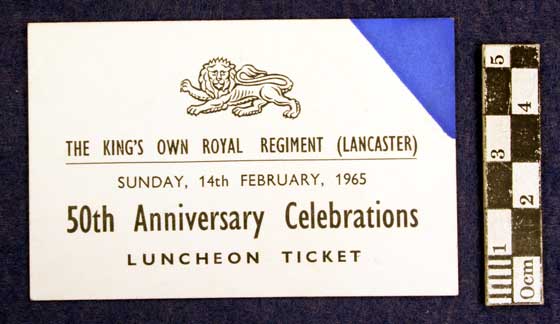 THE KING'S OWN ROYAL REGIMENT (LANCASTER)
SUNDAY, 14th FEBRUARY, 1965
50th Anniversary Celebrations
LUNCHEON TICKET
5
4
3
2
1
0cm